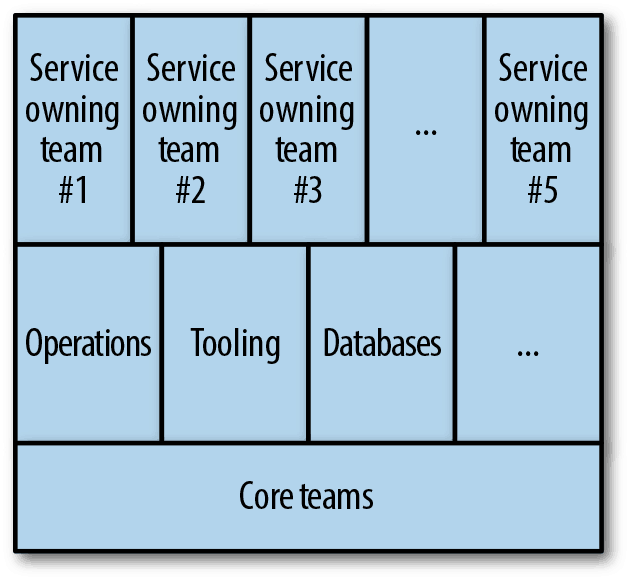 Service
owning
team
#1
Service
owning
team
#2
Service
owning
team
#3
...
Service
owning
team
#5
Operations
Tooling
Databases
...
Core teams